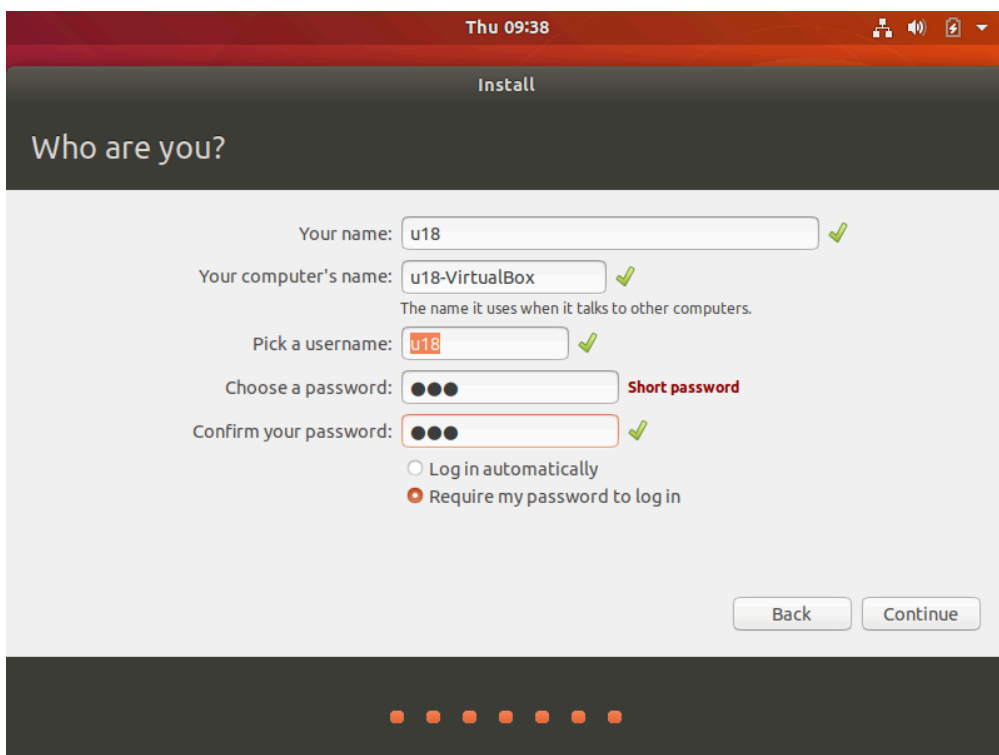 Thu 09:38
Install
Who are you?
Your name: u18
Your computer's name: u18-VirtualBox
The name it uses when it talks to other computers.
Pick a username: u18
Choose a password: ●●● Short password
Confirm your password: ●●●
Log in automatically
Require my password to log in
Back Continue